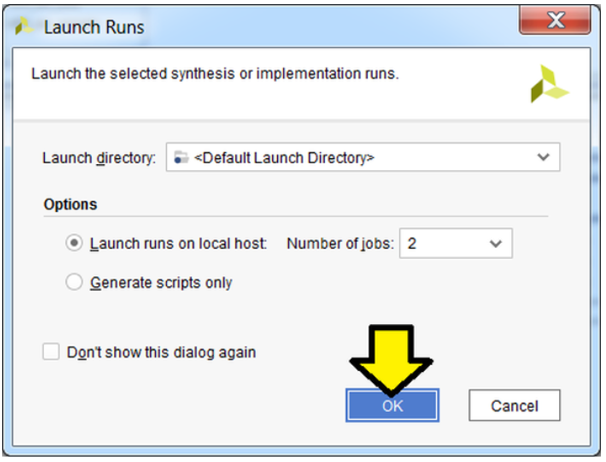 Launch Runs
Launch the selected synthesis or implementation runs.
Launch directory: <Default Launch Directory>
Options
Launch runs on local host: Number of jobs: 2
Generate scripts only
Don't show this dialog again
OK Cancel